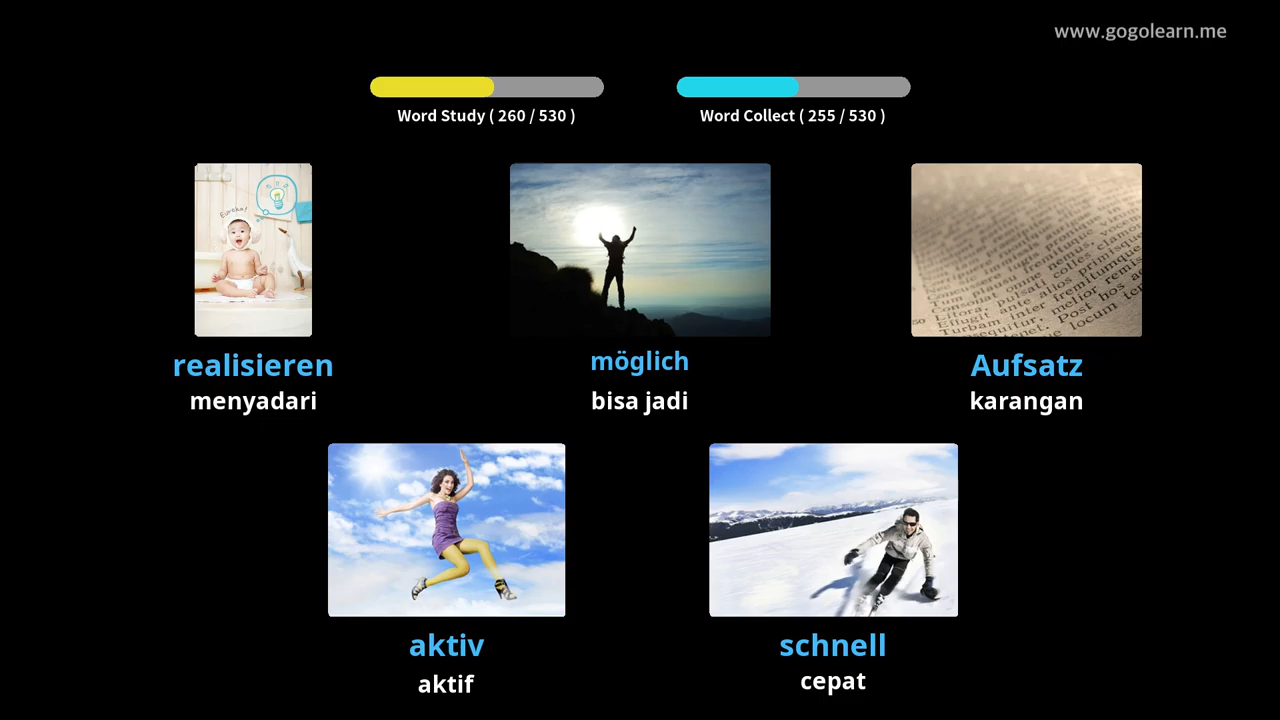 www.gogolearn.me
Word Study ( 260 / 530 )
Word Collect ( 255 / 530 )
Eureka!
realisieren
menyadari
möglich
bisa jadi
Aufsatz
karangan
aktiv
aktif
schnell
cepat